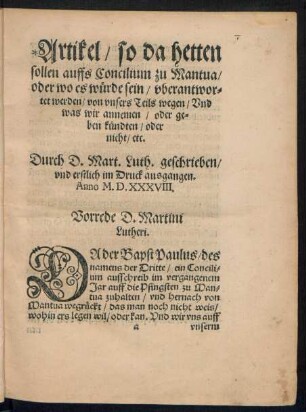 Artikel / so da hetten
sollen auffs Concilium zu Mantua /
oder wo es würde sein / vberantwor-
tet werden / von vnsers Teils wegen / Vnd
was wir annemen / oder ge-
ben kündten / oder
nicht / etc.
Durch D. Mart. Luth. geschrieben /
vnd erstlich im Druck ausgangen.
Anno M. D. XXXVIII.
Vorrede D. Martini
Lutheri.
DA der Bapst Paulus / des
namens der Dritte / ein Concili-
um ausschreib im vergangenem
Jar auff die Pfingsten zu Man-
tua zuhalten / vnd hernach von
Mantua wegrückt / das man noch nicht weis /
wohin ers legen wil / oder kan. Vnd wir vns auff
a vnserm